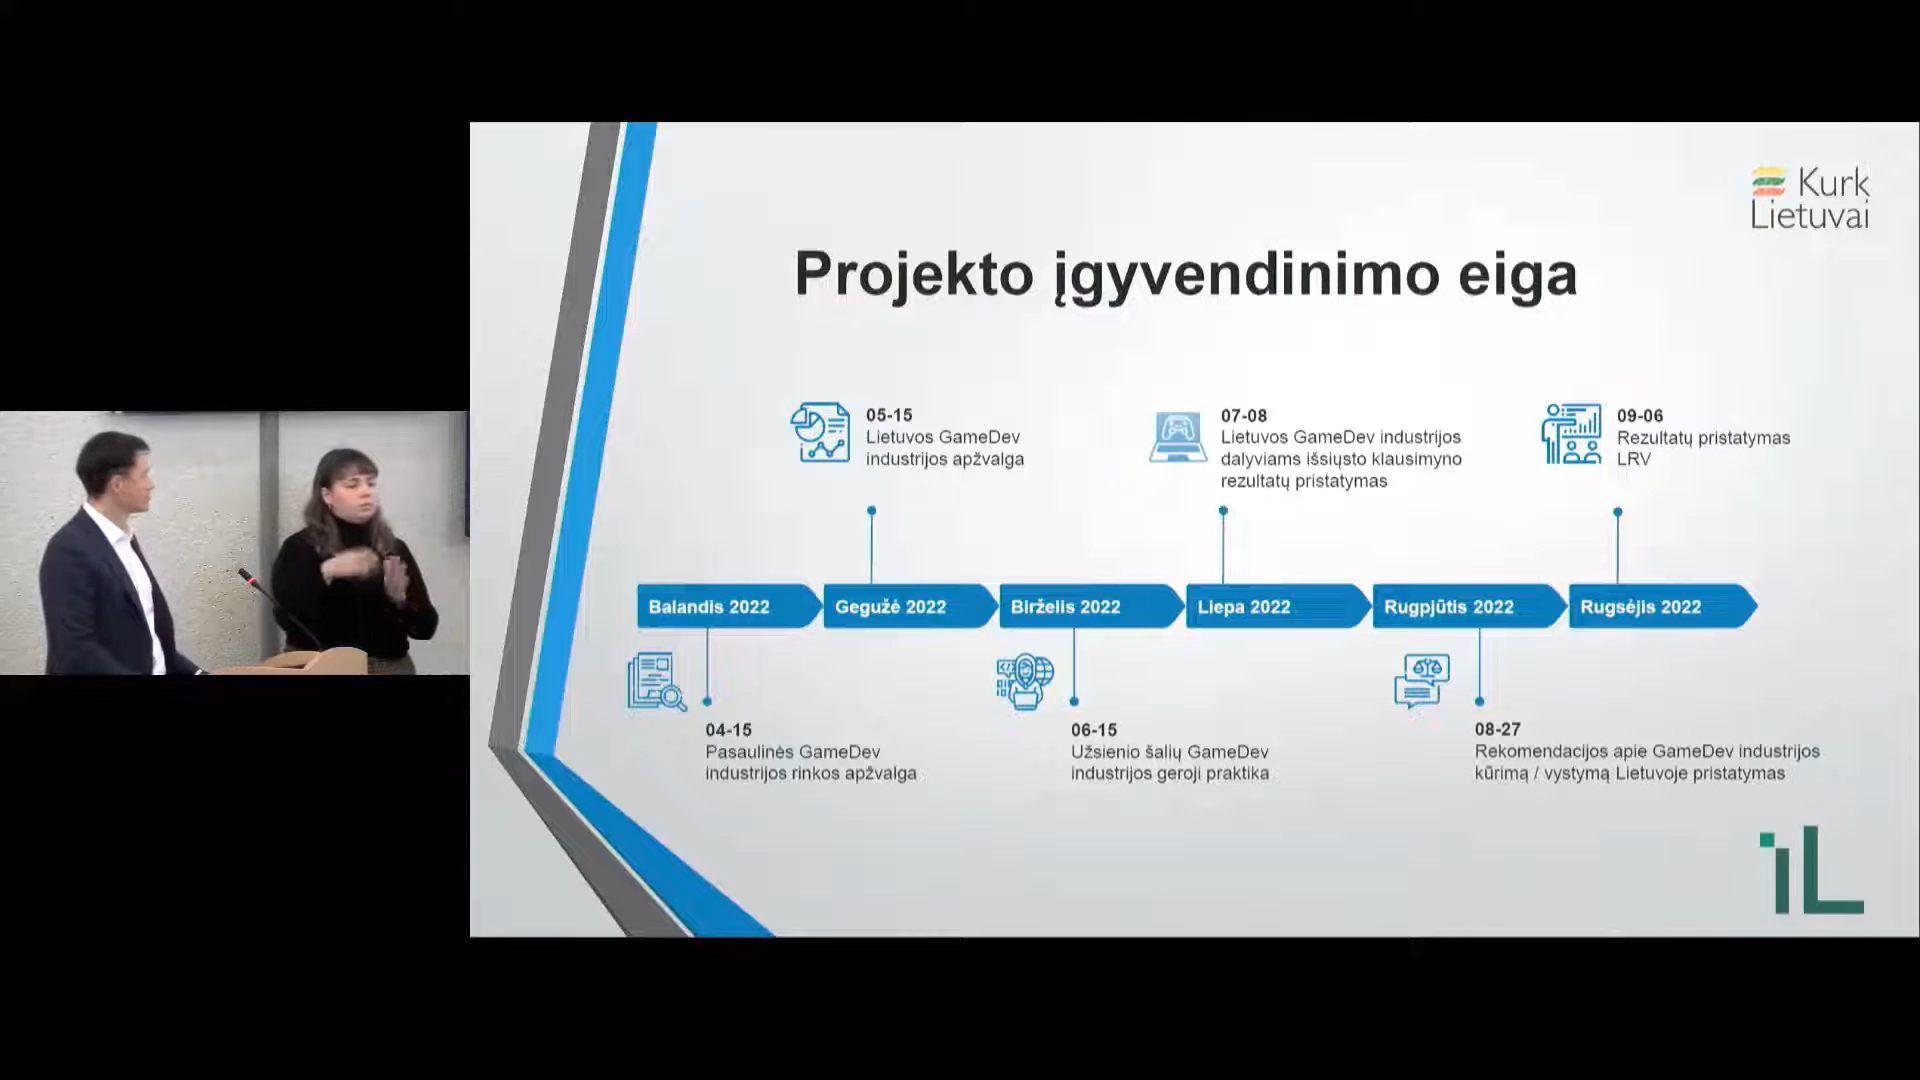 Kurk
Lietuvai
Projekto įgyvendinimo eiga
05-15
Lietuvos GameDev
industrijos apžvalga
07-08
Lietuvos GameDev industrijos
dalyviams išsiųsto klausimyno
rezultatų pristatymas
09-06
Rezultatų pristatymas
LRV
Balandis 2022
Gegužė 2022
Birželis 2022
Liepa 2022
Rugpjūtis 2022
Rugsėjis 2022
04-15
Pasaulinės GameDev
industrijos rinkos apžvalga
06-15
Užsienio šalių GameDev
industrijos geroji praktika
08-27
Rekomendacijos apie GameDev industrijos
kūrimą / vystymą Lietuvoje pristatymas
iL